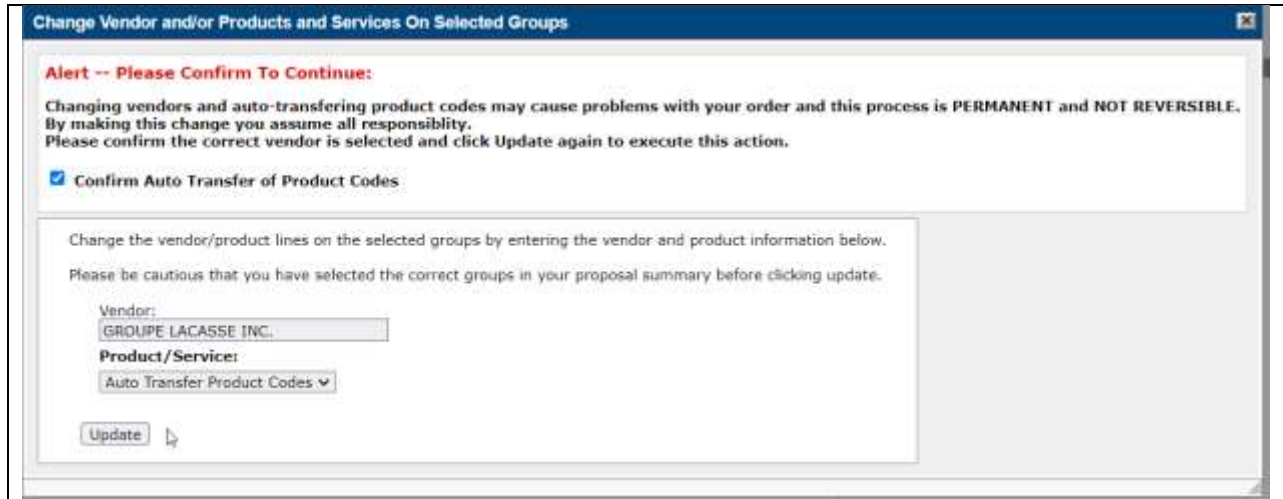 Change Vendor and/or Products and Services On Selected Groups
Alert -- Please Confirm To Continue:
Changing vendors and auto-transfering product codes may cause problems with your order and this process is PERMANENT and NOT REVERSIBLE.
By making this change you assume all responsiblity.
Please confirm the correct vendor is selected and click Update again to execute this action.
Confirm Auto Transfer of Product Codes
Change the vendor/product lines on the selected groups by entering the vendor and product information below.
Please be cautious that you have selected the correct groups in your proposal summary before clicking update.
Vendor:
GROUPE LACASSE INC.
Product/Service:
Auto Transfer Product Codes
Update